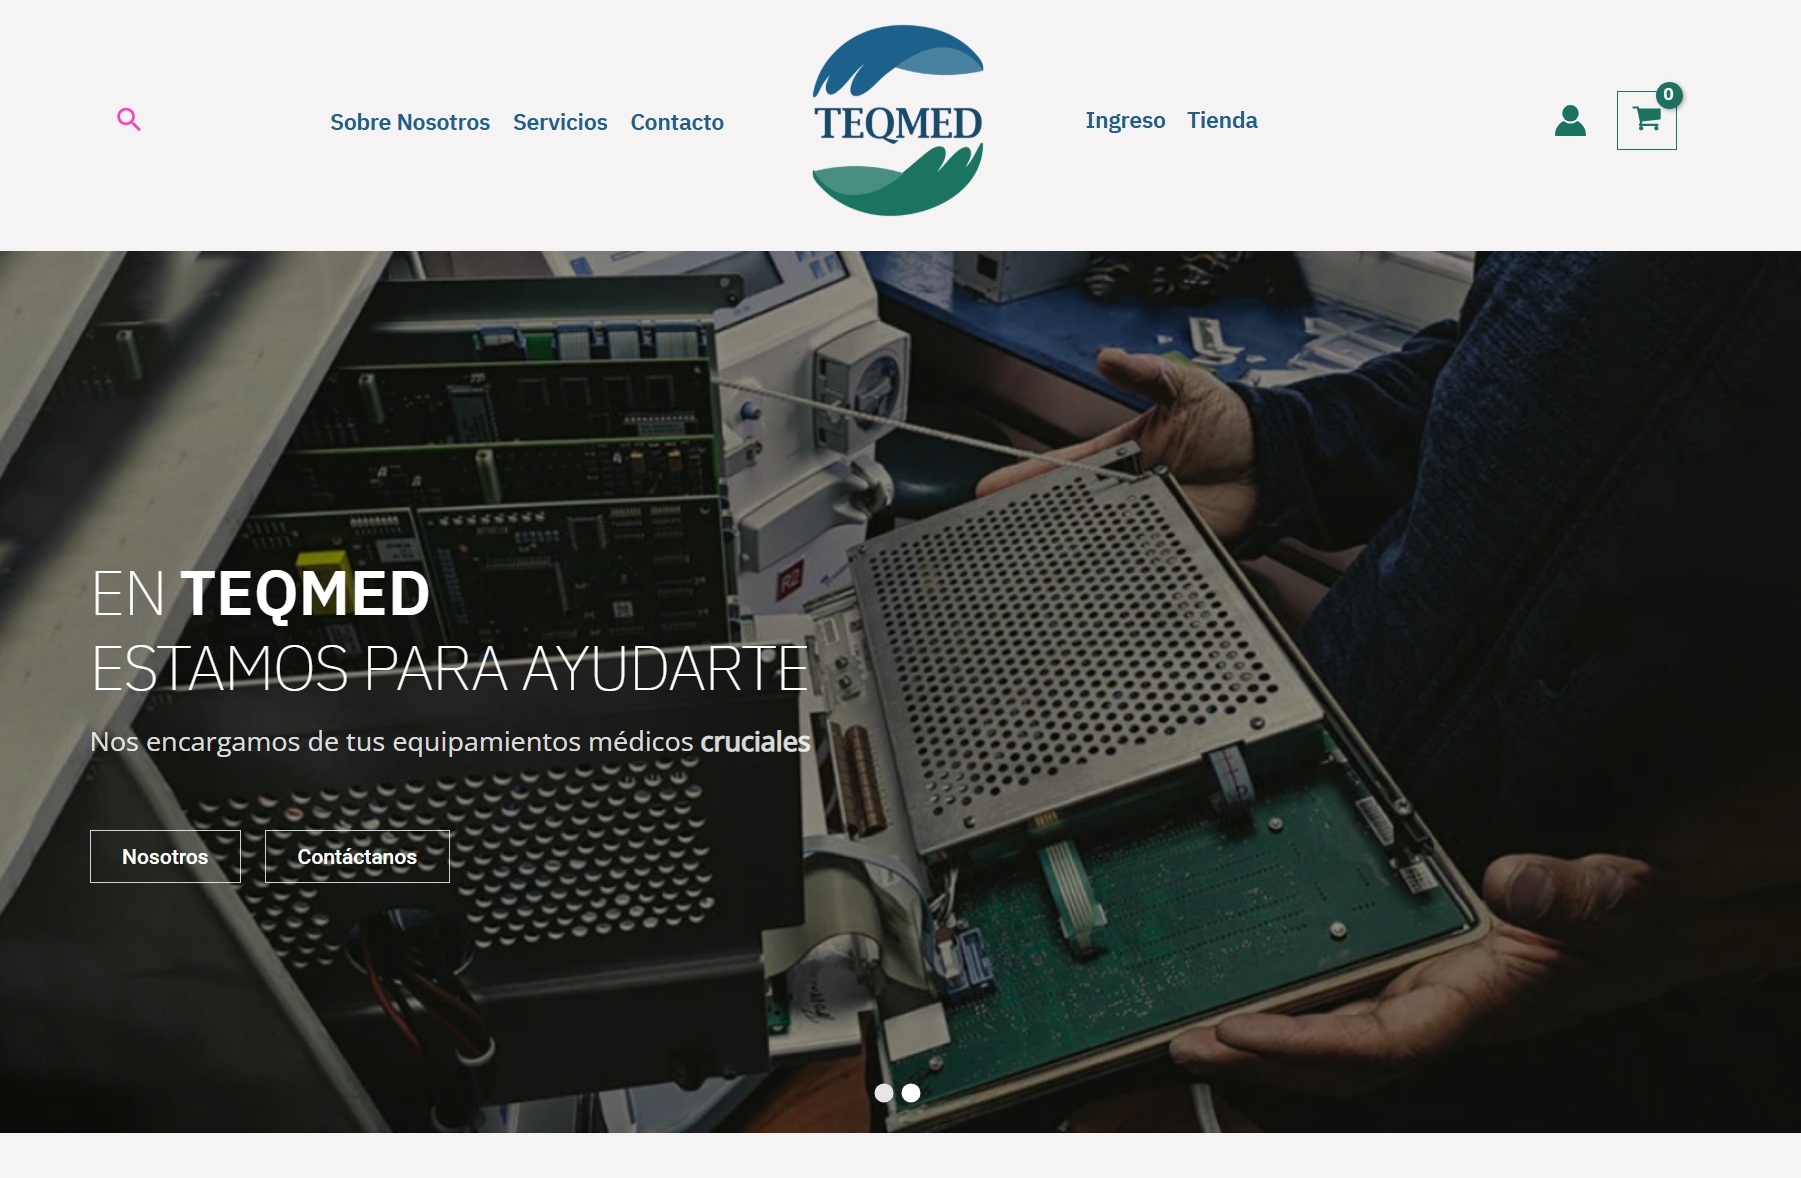 Sobre Nosotros Servicios Contacto
TEQMED
Ingreso Tienda
0
R2
EN TEQMED
ESTAMOS PARA AYUDARTE
Nos encargamos de tus equipamientos médicos cruciales
Nosotros Contáctanos